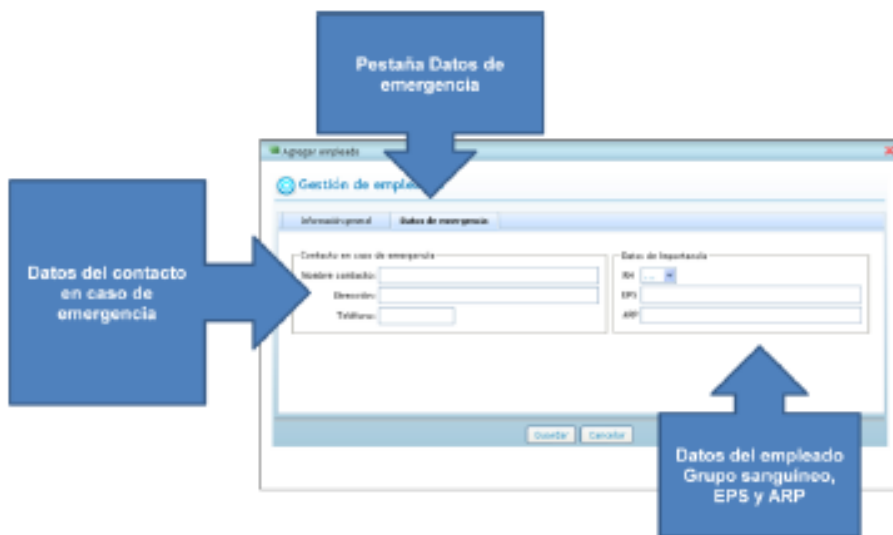 Pestaña Datos de
emergencia
Agregar empleado
Gestión de emple
Información general
Datos de emergencia
Datos del contacto
en caso de
emergencia
Contacto en caso de emergencia
Nombre contacto:
Dirección:
Teléfono:
Datos de Importancia
RH
EPS
ARP
Guardar
Cancelar
Datos del empleado
Grupo sanguíneo,
EPS y ARP